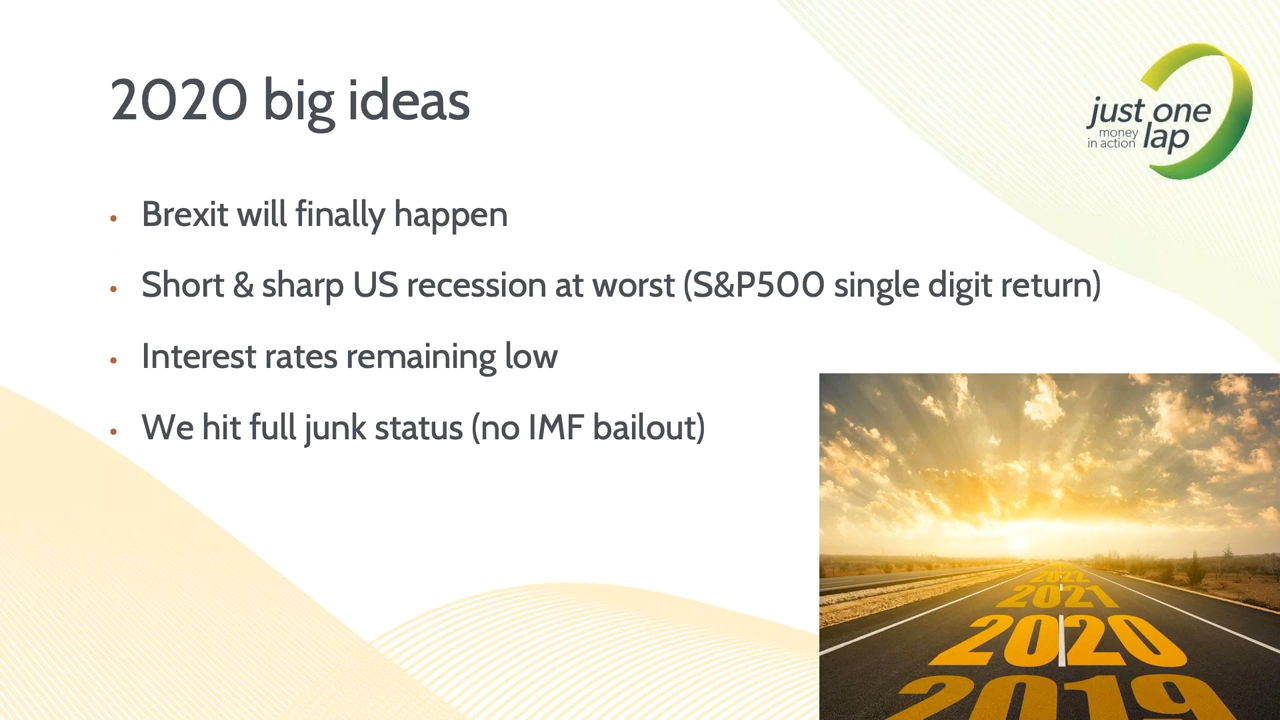 2020 big ideas
just one
money
in action
lap
• Brexit will finally happen
• Short & sharp US recession at worst (S&P500 single digit return)
• Interest rates remaining low
• We hit full junk status (no IMF bailout)
2022
2021
2020
2019